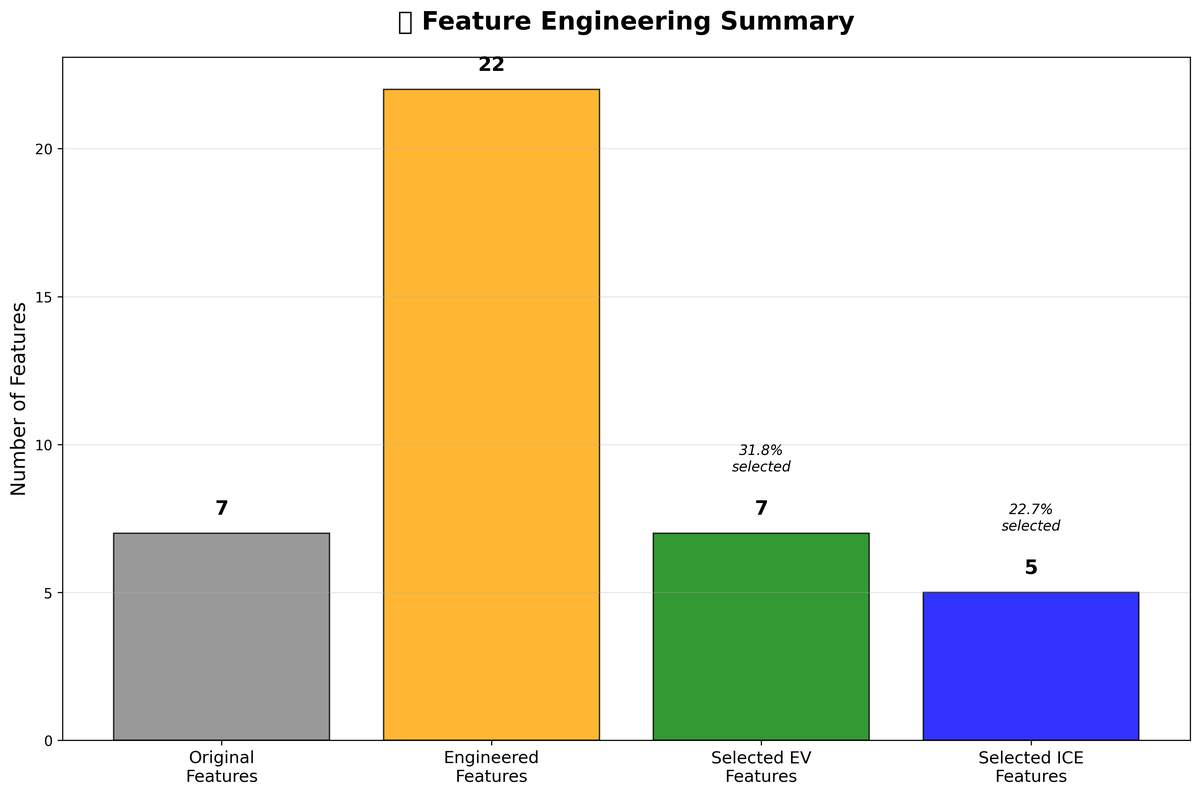 ▯ Feature Engineering Summary
22
20
15
10
5
0
Number of Features
7
31.8%
selected
7
22.7%
selected
5
Original
Features
Engineered
Features
Selected EV
Features
Selected ICE
Features